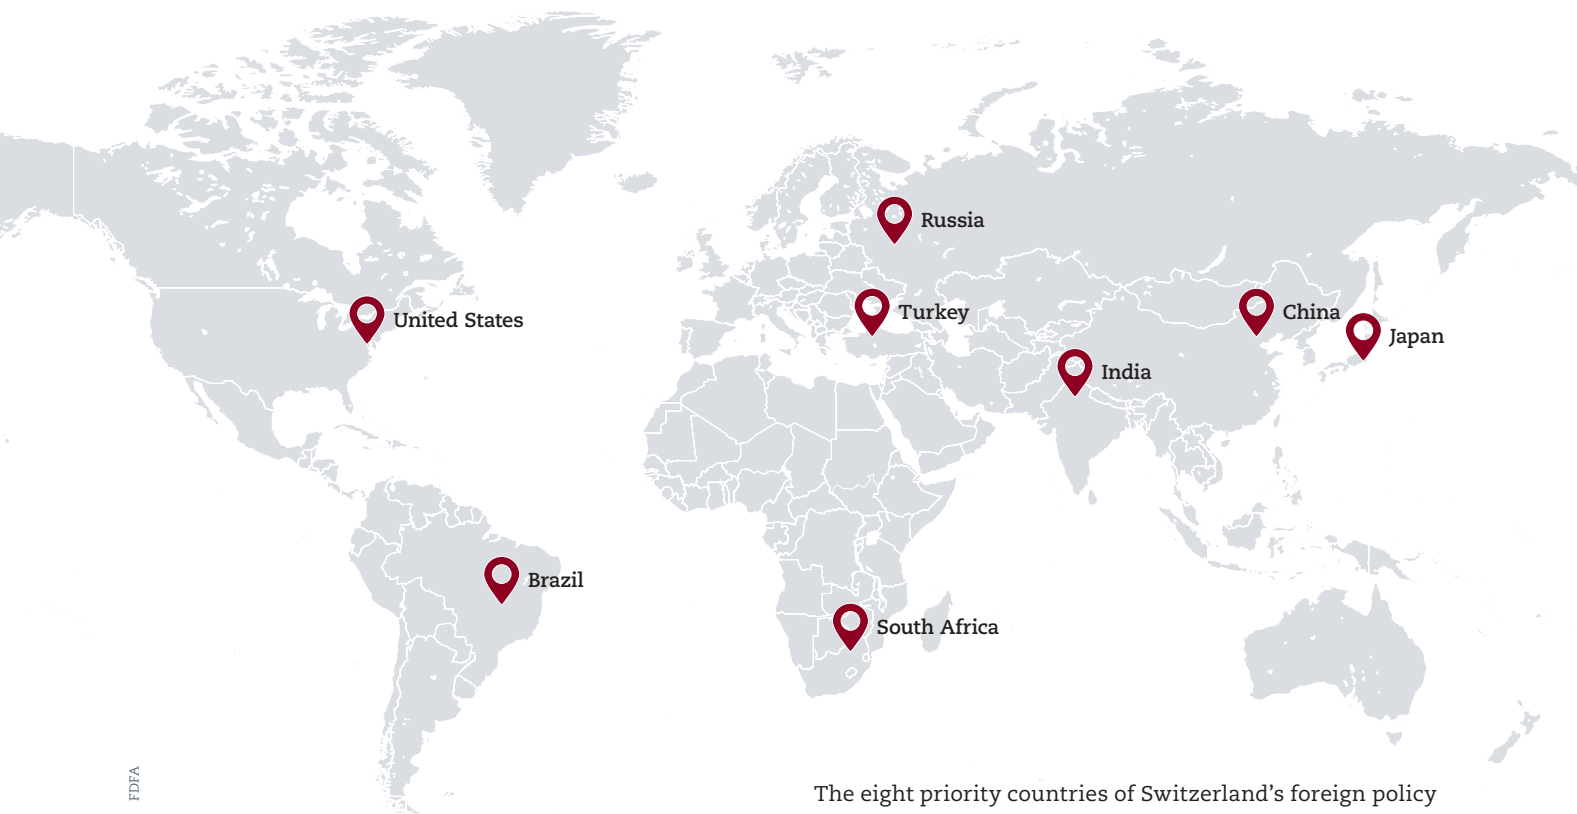 Russia
United States
Turkey
China
Japan
India
Brazil
South Africa
FDFA
The eight priority countries of Switzerland’s foreign policy